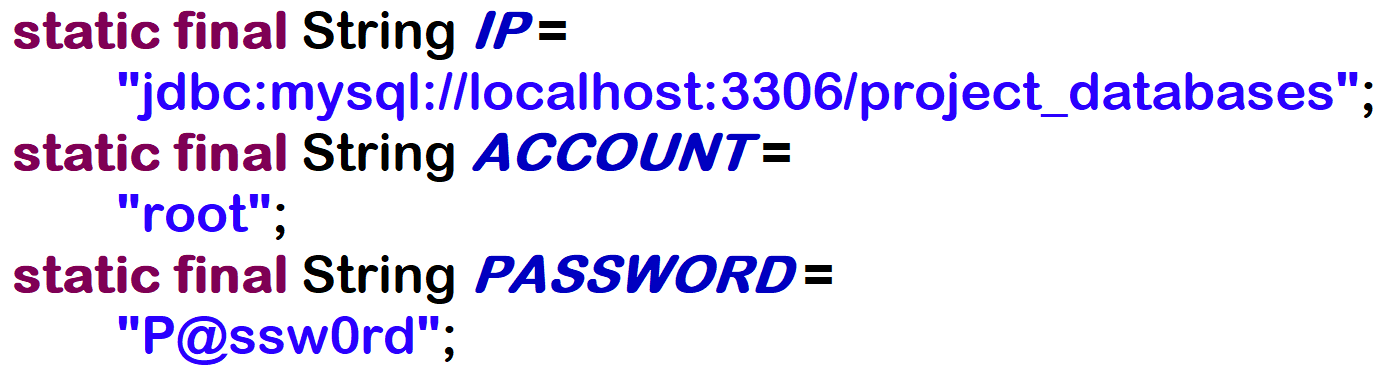 static final String IP=
"jdbc:mysql://localhost:3306/project_databases";
static final String ACCOUNT=
"root";
static final String PASSWORD=
"P@ssw0rd";